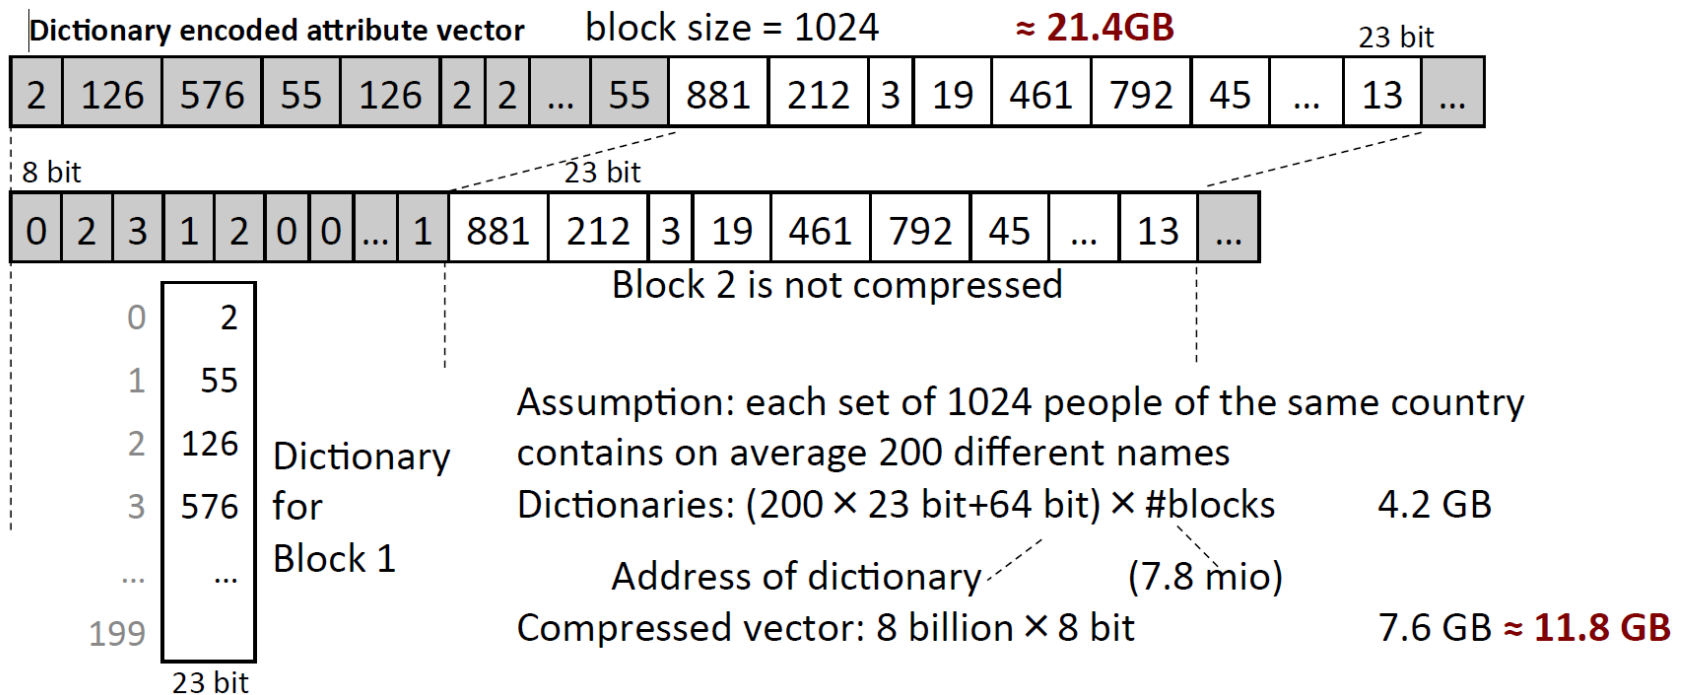 Dictionary encoded attribute vector block size = 1024 ≈ 21.4GB 23 bit
2 126 576 55 126 2 2 ... 55 881 212 3 19 461 792 45 ... 13 ...
8 bit 23 bit
0 2 3 1 2 0 0 ... 1 881 212 3 19 461 792 45 ... 13 ...
Block 2 is not compressed
0 2
1 55
2 126
3 576
... ...
199
23 bit
Dictionary
for
Block 1
Assumption: each set of 1024 people of the same country
contains on average 200 different names
Dictionaries: (200 × 23 bit+64 bit) × #blocks 4.2 GB
Address of dictionary (7.8 mio)
Compressed vector: 8 billion × 8 bit 7.6 GB ≈ 11.8 GB